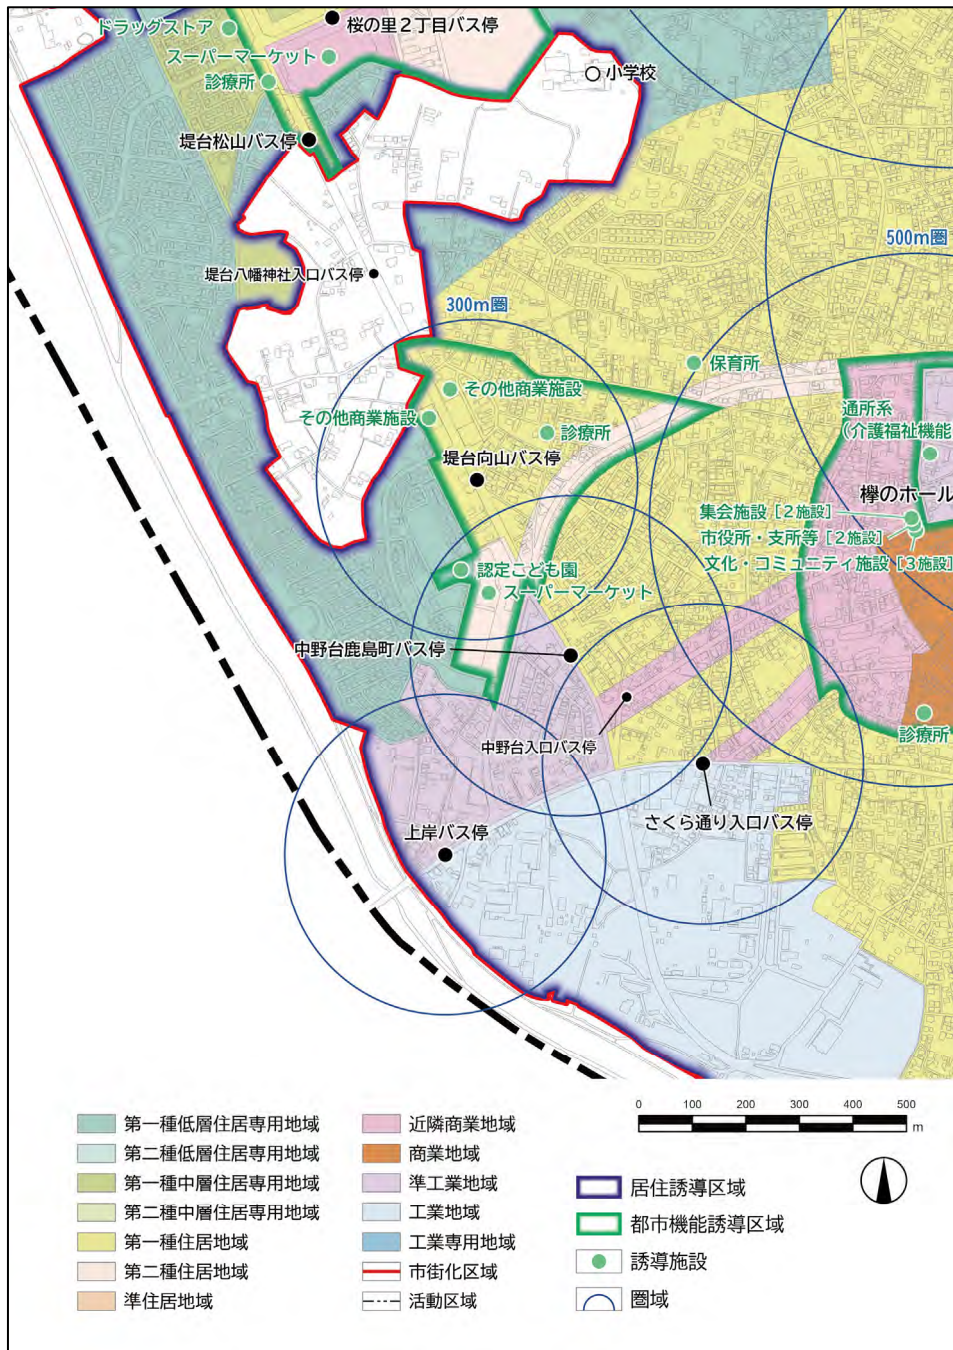 ドラッグストア
桜の里2丁目バス停
スーパーマーケット
診療所
小学校
堤台松山バス停
500m圏
堤台八幡神社入口バス停
300m圏
保育所
その他商業施設
その他商業施設
診療所
通所系
(介護福祉機能
堤台向山バス停
欅のホール
集会施設[2施設]
市役所・支所等[2施設]
文化・コミュニティ施設[3施設]
認定こども園
スーパーマーケット
中野台鹿島町バス停
中野台入口バス停
診療所
さくら通り入口バス停
上岸バス停
0 100 200 300 400 500
m
第一種低層住居専用地域
第二種低層住居専用地域
第一種中層住居専用地域
第二種中層住居専用地域
第一種住居地域
第二種住居地域
準住居地域
近隣商業地域
商業地域
準工業地域
工業地域
工業専用地域
市街化区域
活動区域
居住誘導区域
都市機能誘導区域
誘導施設
圏域